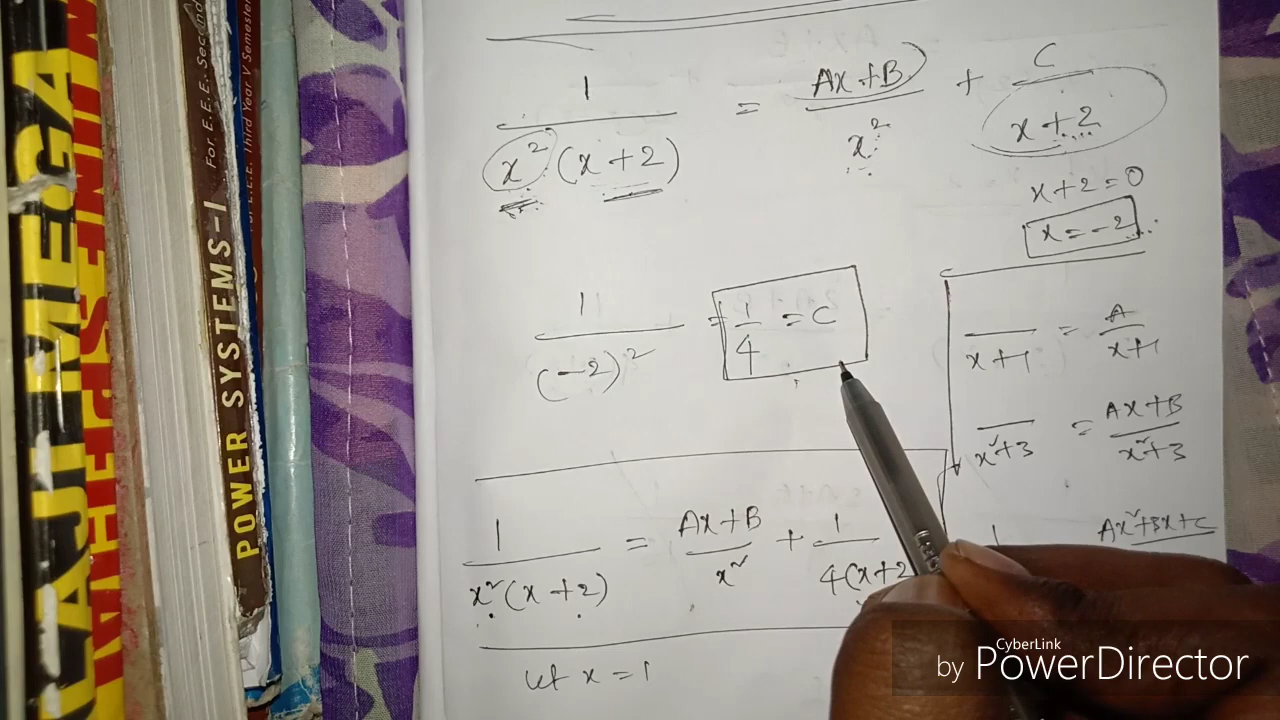 1/(x²(x+2)) = (Ax+B)/x² + C/(x+2)
x+2=0
x=-2
1/(-2)² = 1/4 = C
/(x+1) = A/(x+1)
/(x²+3) = (Ax+B)/(x²+3)
1 Ax²+Bx+C
1/(x²(x+2)) = (Ax+B)/x² + 1/(4(x+2
let x=1
POWER SYSTEMS-1
For E.E.E. Second
For E.E.E. Third Year V Semester
OMEGA
CyberLink
by PowerDirector